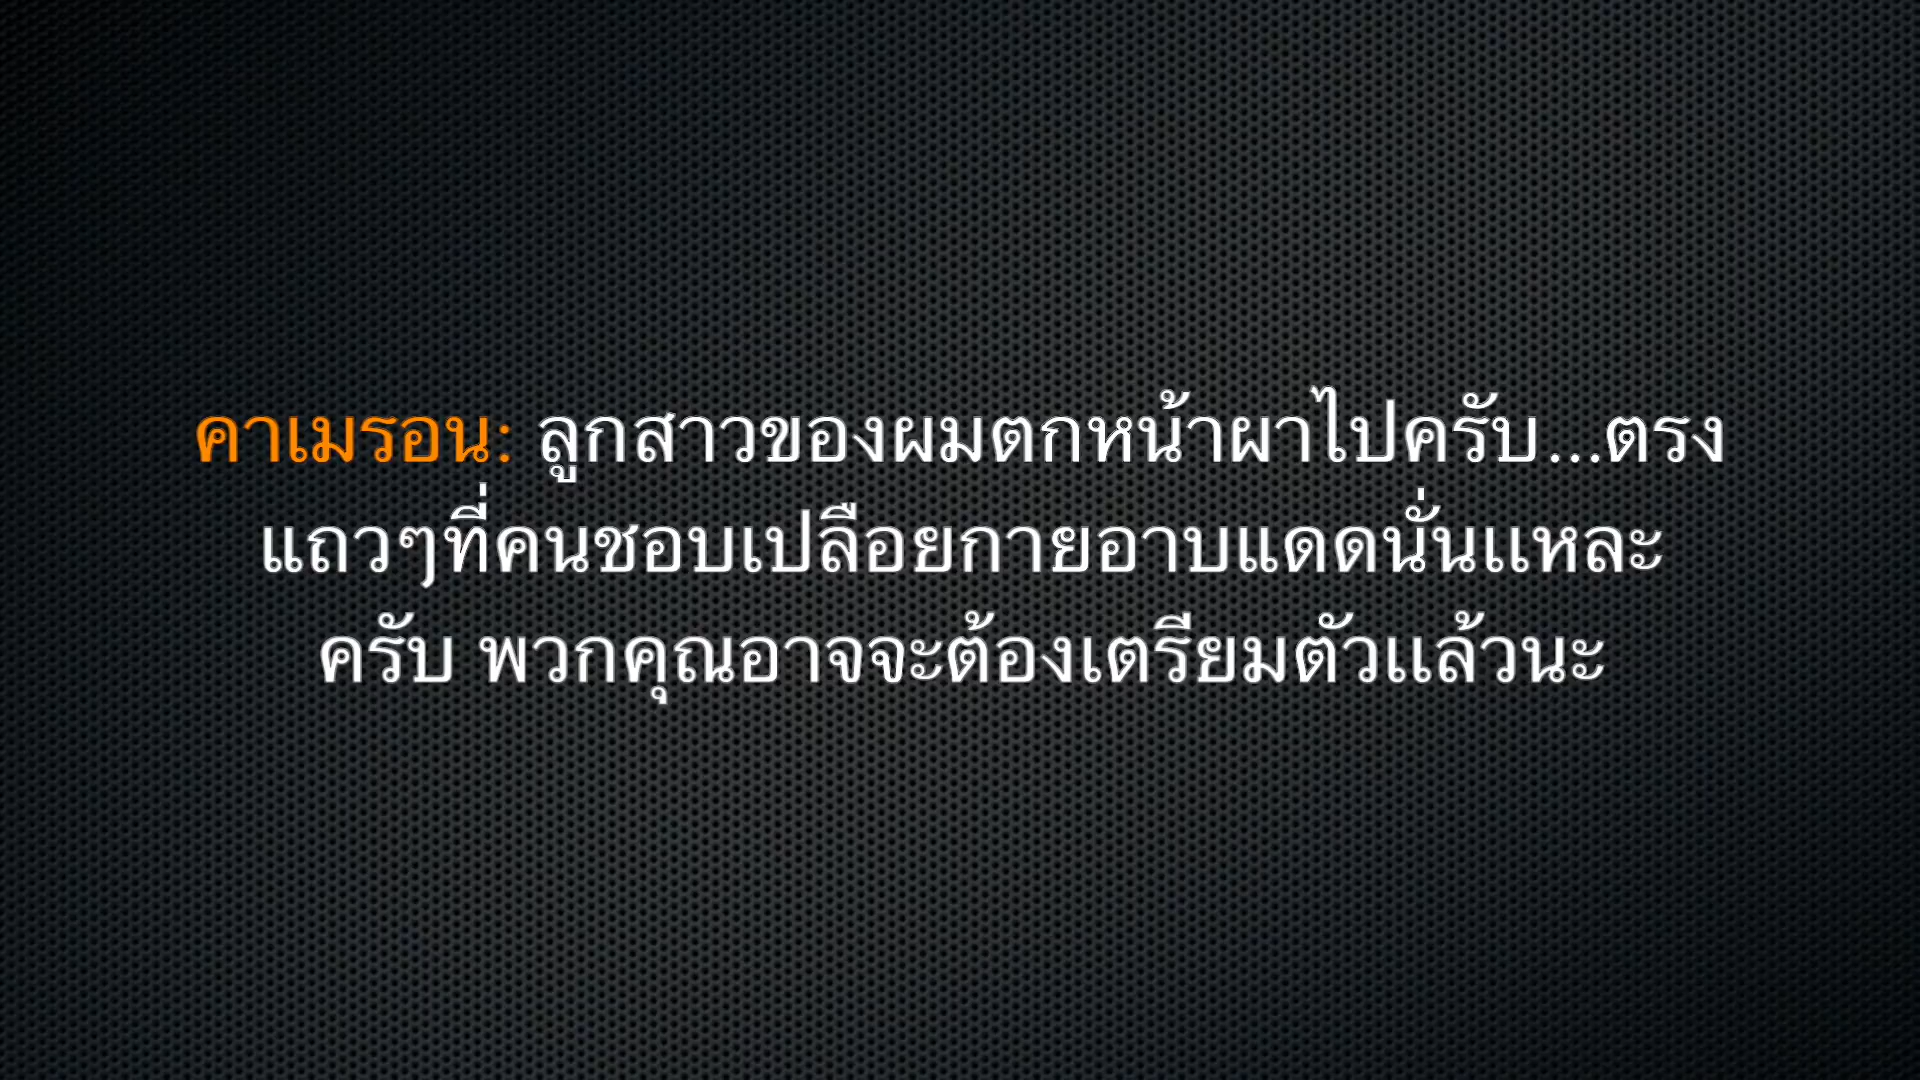 คาเมรอน: ลูกสาวของผมตกหน้าผาไปครับ...ตรง
แถวๆที่คนชอบเปลือยกายอาบแดดนั่นแหละ
ครับ พวกคุณอาจจะต้องเตรียมตัวแล้วนะ